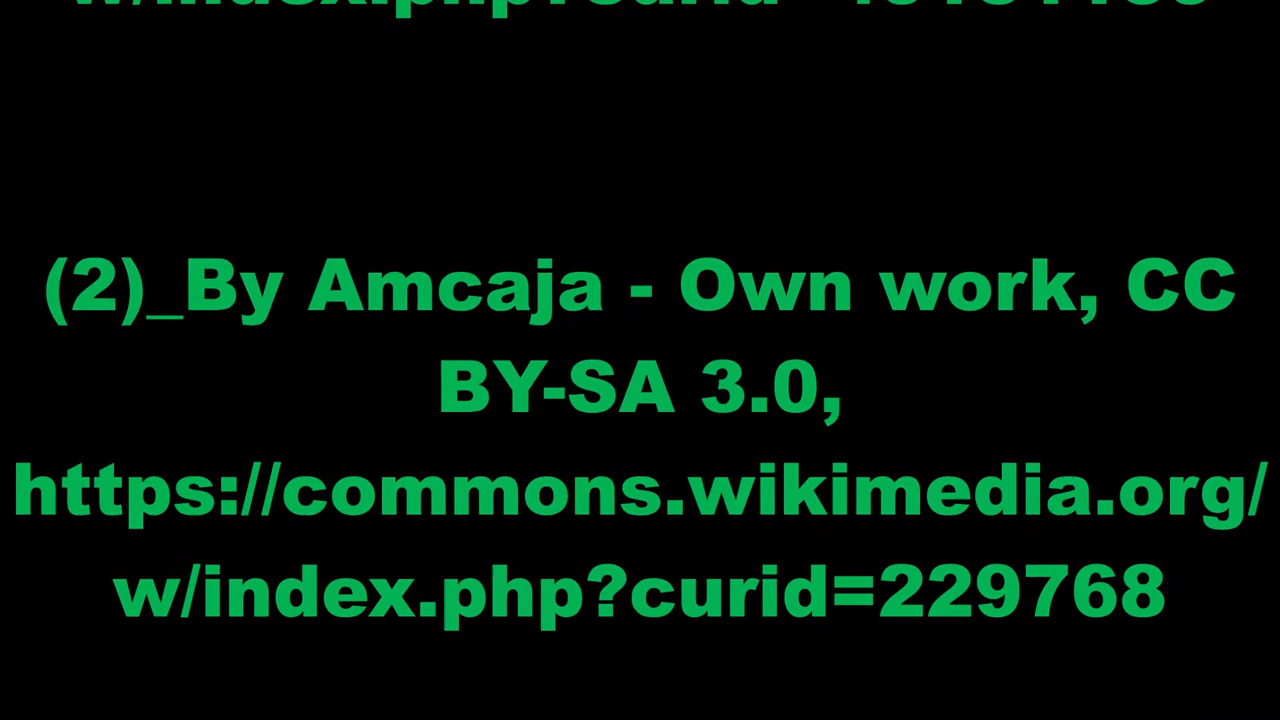 (2)_By Amcaja - Own work, CC
BY-SA 3.0,
https://commons.wikimedia.org/
w/index.php?curid=229768